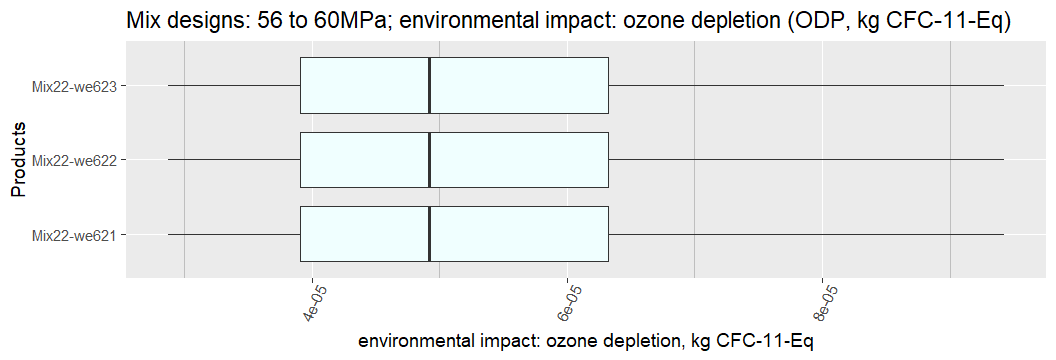 Mix designs: 56 to 60MPa; environmental impact: ozone depletion (ODP, kg CFC-11-Eq)
Products
Mix22-we623
Mix22-we622
Mix22-we621
4e-05
6e-05
8e-05
environmental impact: ozone depletion, kg CFC-11-Eq